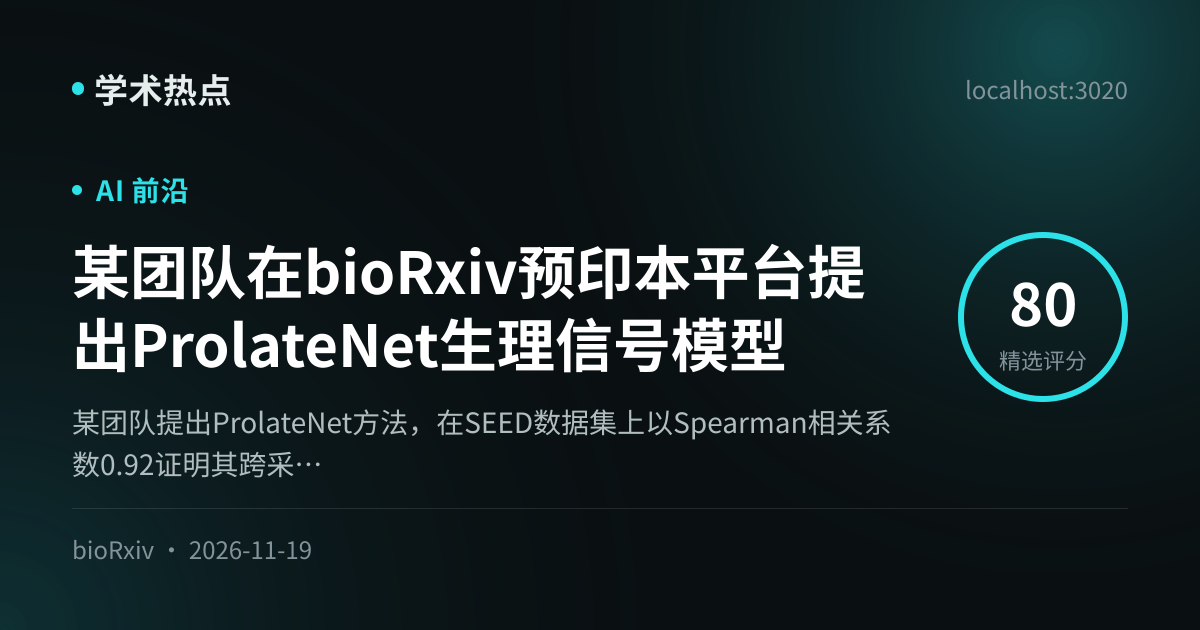 学术热点
localhost:3020
AI 前沿
某团队在bioRxiv预印本平台提
出ProlateNet生理信号模型
80
精选评分
某团队提出ProlateNet方法，在SEED数据集上以Spearman相关系
数0.92证明其跨采…
bioRxiv · 2026-11-19